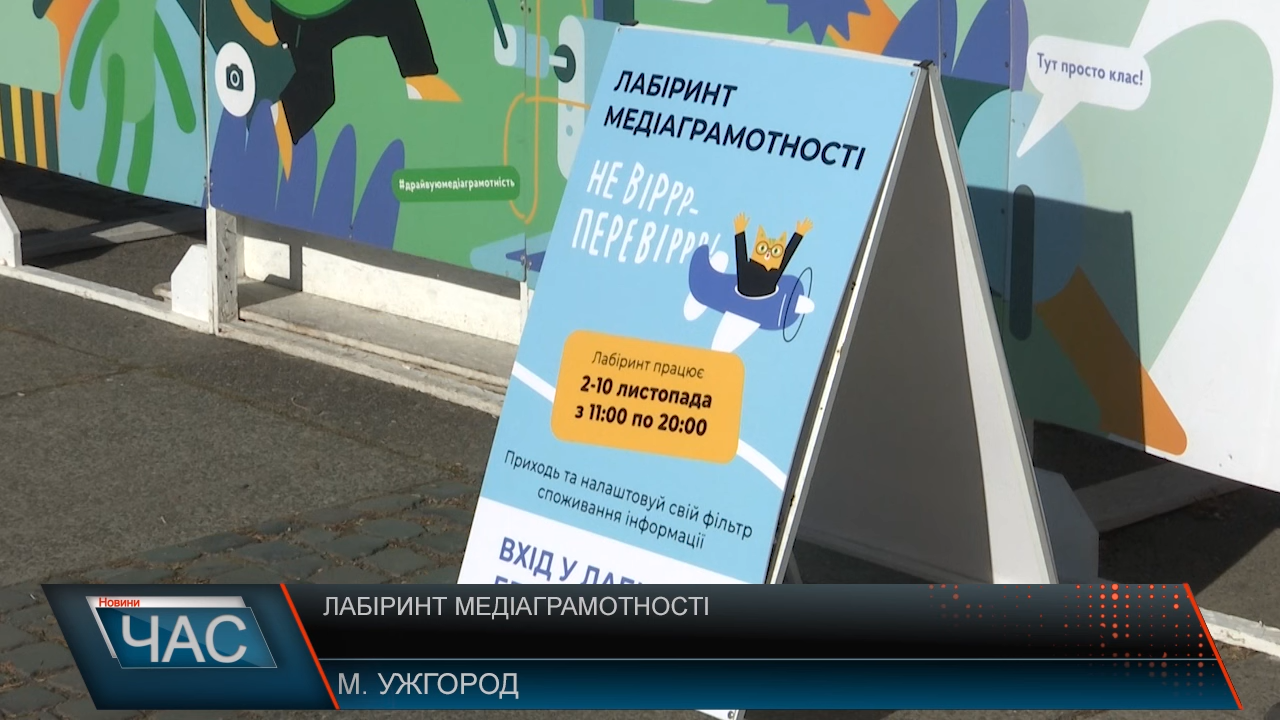 Тут просто клас!
#драйвуюмедіаграмотність
ЛАБІРИНТ
МЕДІАГРАМОТНОСТІ
НЕ ВІРРР-
ПЕРЕВІРРР!
Лабіринт працює
2-10 листопада
з 11:00 по 20:00
Приходь та налаштовуй свій фільтр
споживання інформації
ВХІД У
Новини
ЧАС
ЛАБІРИНТ МЕДІАГРАМОТНОСТІ
М. УЖГОРОД